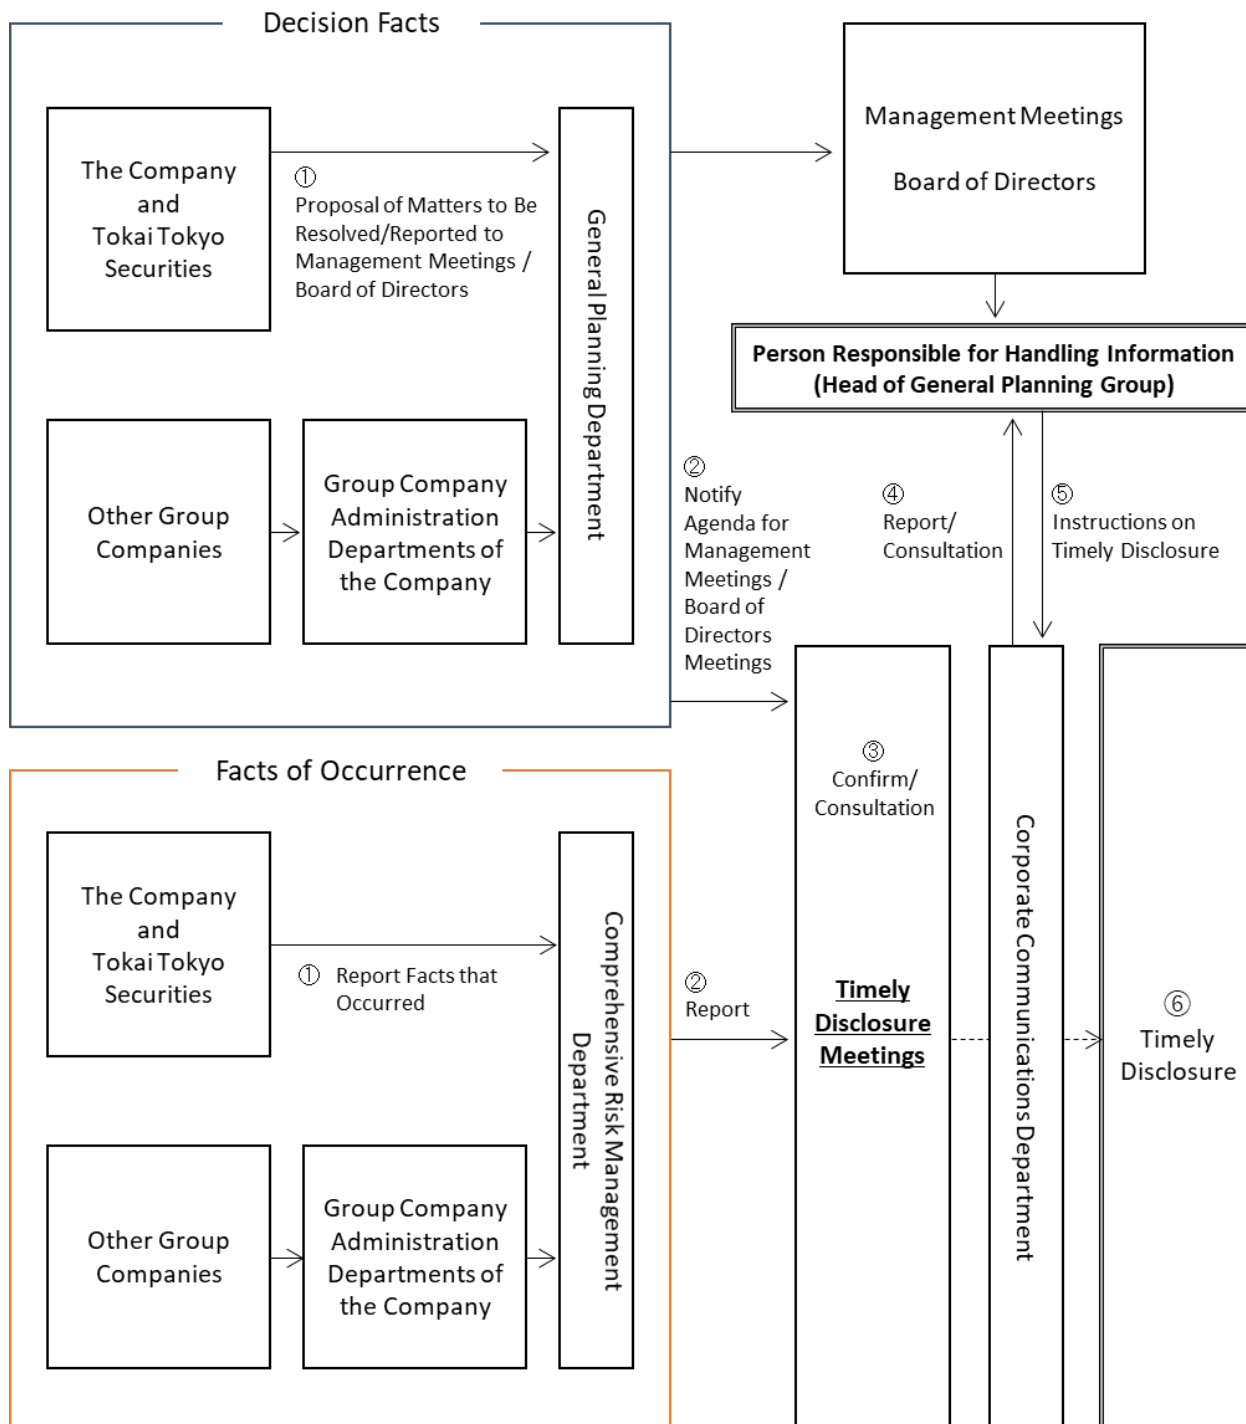 Decision Facts
The Company
and
Tokai Tokyo
Securities
①
Proposal of Matters to Be
Resolved/Reported to
Management Meetings /
Board of Directors
General Planning Department
Other Group
Companies
Group Company
Administration
Departments of
the Company
Management Meetings
Board of Directors
Person Responsible for Handling Information
(Head of General Planning Group)
②
Notify
Agenda for
Management
Meetings /
Board of
Directors
Meetings
④
Report/
Consultation
⑤
Instructions on
Timely Disclosure
Facts of Occurrence
The Company
and
Tokai Tokyo
Securities
① Report Facts that
Occurred
Comprehensive Risk Management
Department
Other Group
Companies
Group Company
Administration
Departments of
the Company
②
Report
③
Confirm/
Consultation
Timely
Disclosure
Meetings
Corporate Communications Department
⑥
Timely
Disclosure